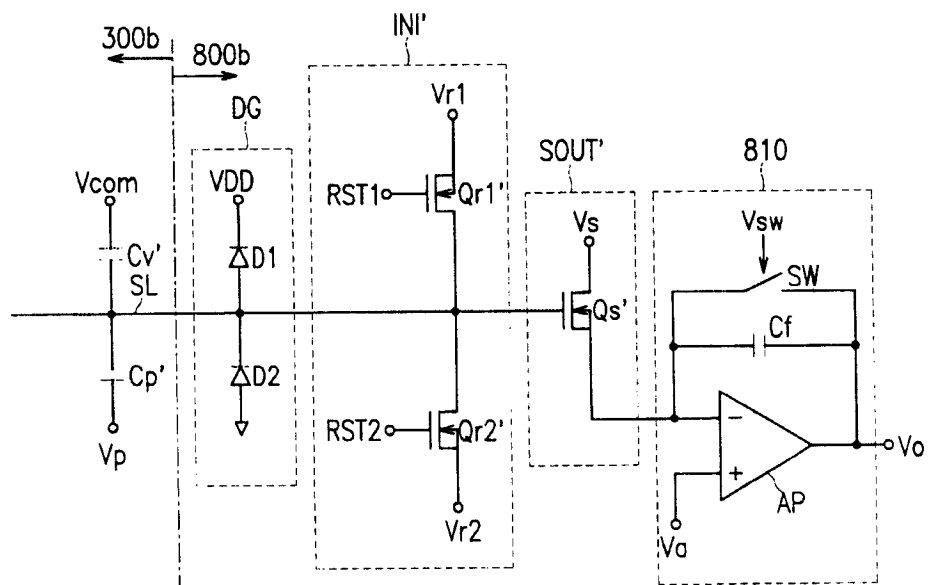 300b
800b
INI'
DG
Vr1
SOUT'
810
Vcom
VDD
RST1
Qr1'
Vs
Vsw
SW
Cv'
D1
SL
Qs'
Cf
Cp'
D2
RST2
Qr2'
−
+
Vo
Vp
Vr2
Va
AP